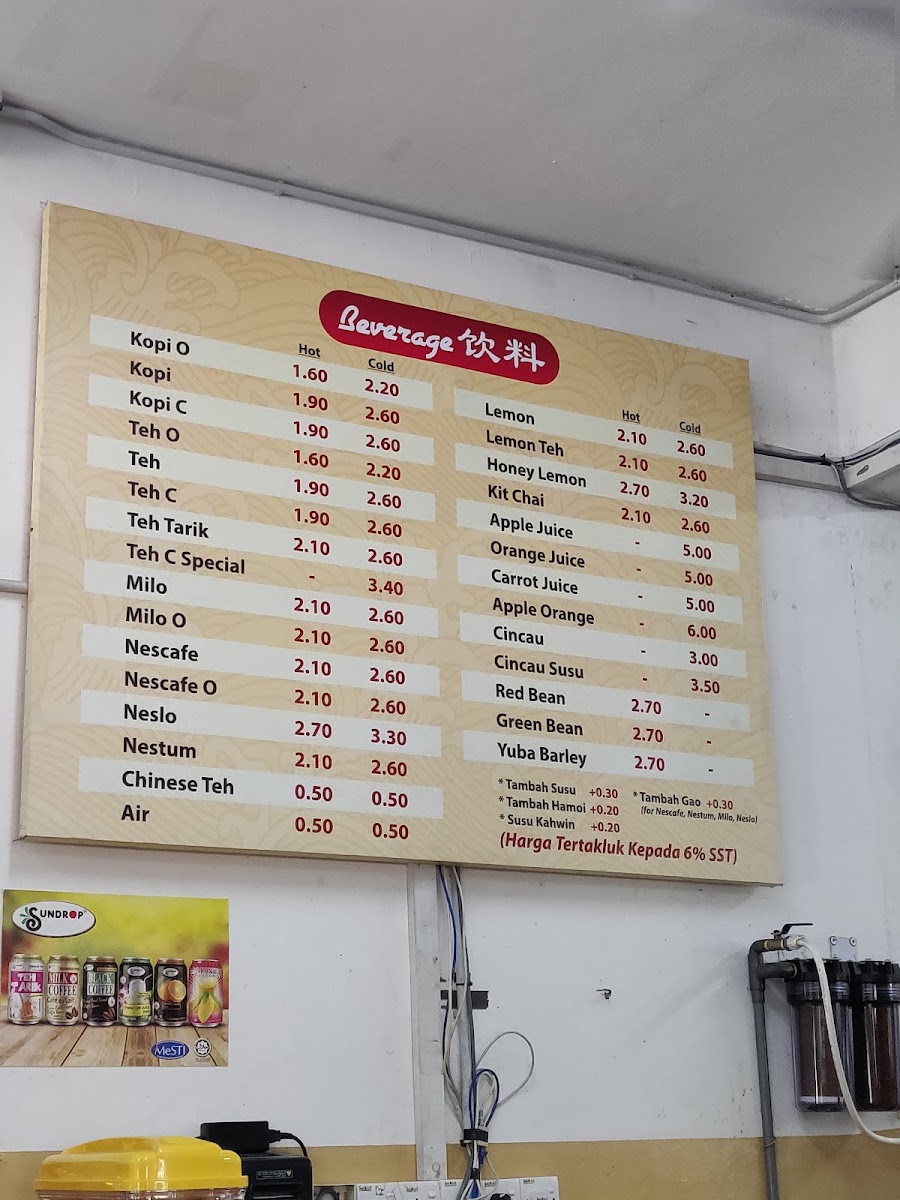 Beverage 饮料
Hot Cold
Kopi O 1.60 2.20
Kopi 1.90 2.60
Kopi C 1.90 2.60
Teh O 1.60 2.20
Teh 1.90 2.60
Teh C 1.90 2.60
Teh Tarik 2.10 2.60
Teh C Special - 3.40
Milo 2.10 2.60
Milo O 2.10 2.60
Nescafe 2.10 2.60
Nescafe O 2.10 2.60
Neslo 2.70 3.30
Nestum 2.10 2.60
Chinese Teh 0.50 0.50
Air 0.50 0.50
Hot Cold
Lemon 2.10 2.60
Lemon Teh 2.10 2.60
Honey Lemon 2.70 3.20
Kit Chai 2.10 2.60
Apple Juice - 5.00
Orange Juice - 5.00
Carrot Juice - 5.00
Apple Orange - 6.00
Cincau - 3.00
Cincau Susu - 3.50
Red Bean 2.70 -
Green Bean 2.70 -
Yuba Barley 2.70 -
* Tambah Susu +0.30 * Tambah Gao +0.30
* Tambah Hamoi +0.20 (for Nescafe, Nestum, Milo, Neslo)
* Susu Kahwin +0.20
(Harga Tertakluk Kepada 6% SST)
SUNDROP
TEH TARIK
MILK COFFEE
COFFEE
MeSTI